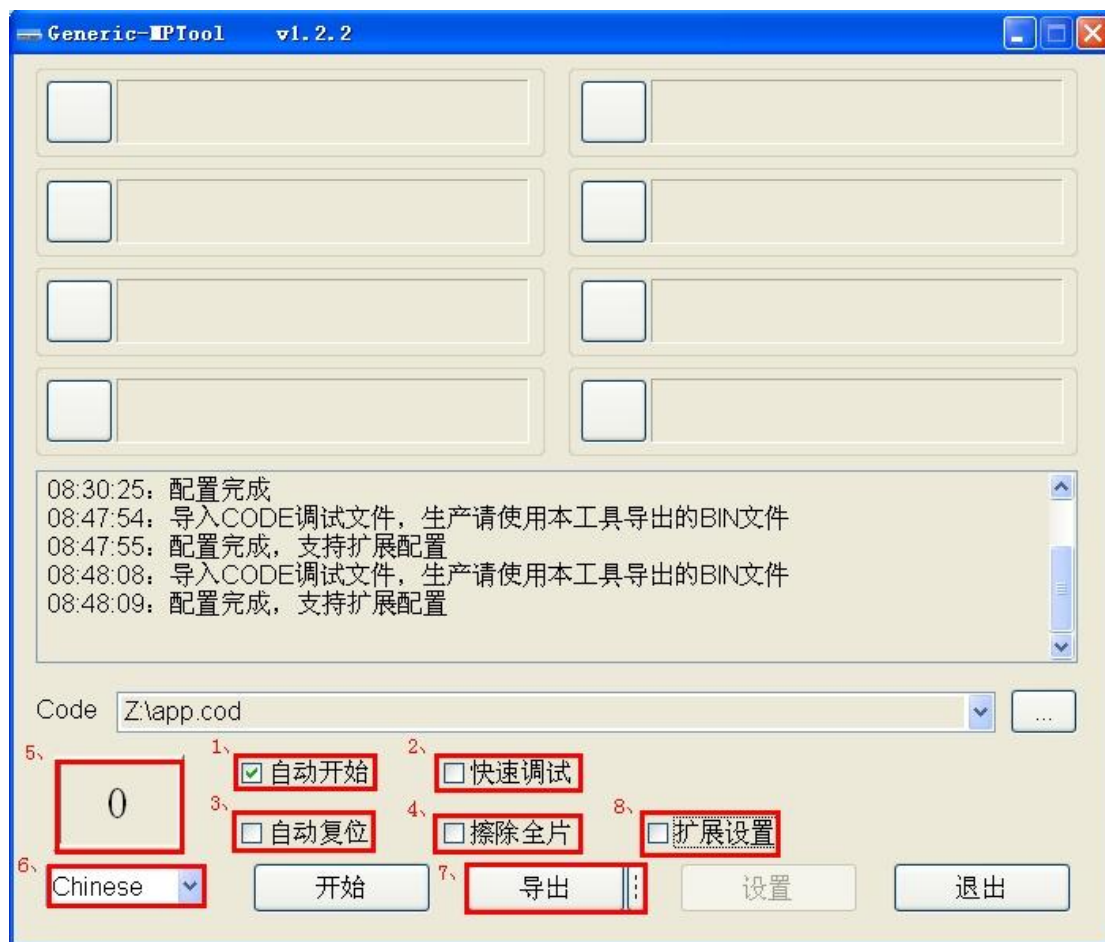 Generic-MPTool v1.2.2
08:30:25：配置完成
08:47:54：导入CODE调试文件，生产请使用本工具导出的BIN文件
08:47:55：配置完成，支持扩展配置
08:48:08：导入CODE调试文件，生产请使用本工具导出的BIN文件
08:48:09：配置完成，支持扩展配置
Code Z:\app.cod ...
5、 0
1、 自动开始 2、 快速调试
3、 自动复位 4、 擦除全片 8、 扩展设置
6、 Chinese 开始 7、 导出 设置 退出